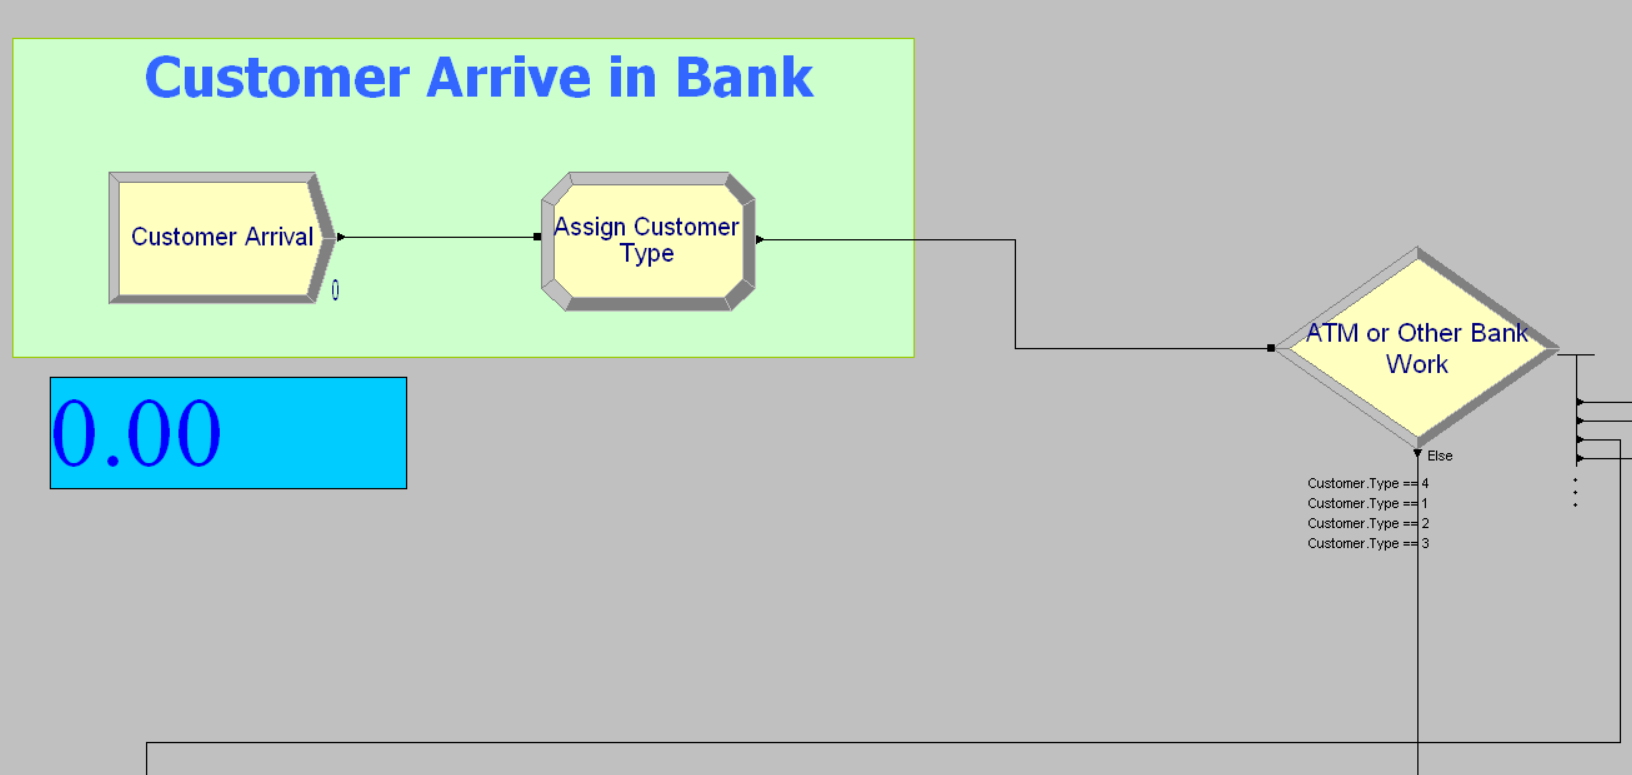 Customer Arrive in Bank
Customer Arrival
0
Assign Customer
Type
0.00
ATM or Other Bank
Work
Else
Customer.Type == 4
Customer.Type == 1
Customer.Type == 2
Customer.Type == 3